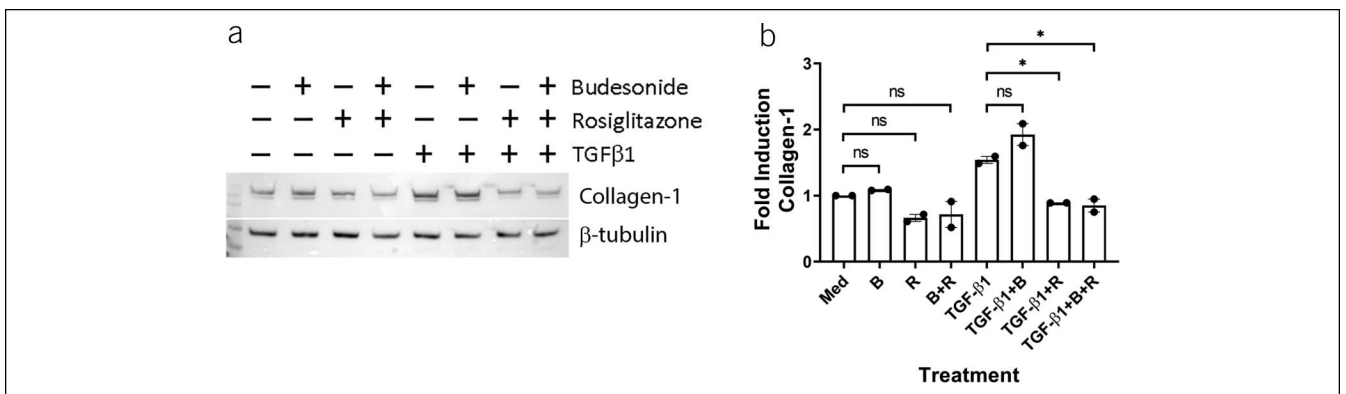 a
− + − + − + − + Budesonide
− − + + − − + + Rosiglitazone
− − − − + + + + TGFβ1
Collagen-1
β-tubulin
b
Fold Induction
Collagen-1
3
2
1
0
ns
ns
ns
ns
*
*
Med
B
R
B+R
TGF-β1
TGF-β1+B
TGF-β1+R
TGF-β1+B+R
Treatment